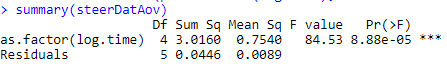 > summary(steerDatAov)
                    Df Sum Sq Mean Sq F value   Pr(>F)
as.factor(log.time)  4 3.0160  0.7540   84.53 8.88e-05 ***
Residuals            5 0.0446  0.0089